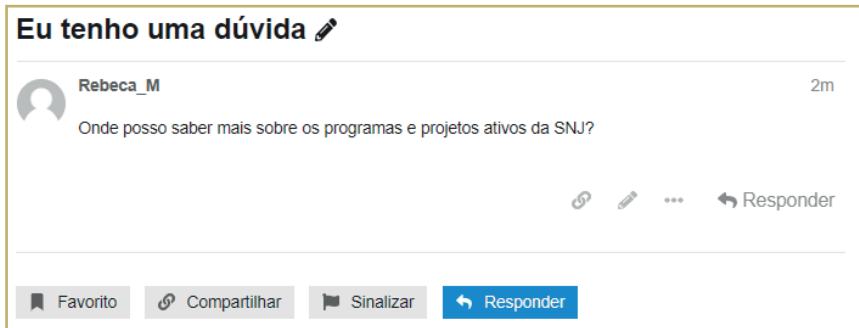 Eu tenho uma dúvida
Rebeca_M 2m
Onde posso saber mais sobre os programas e projetos ativos da SNJ?
Responder
Favorito Compartilhar Sinalizar Responder